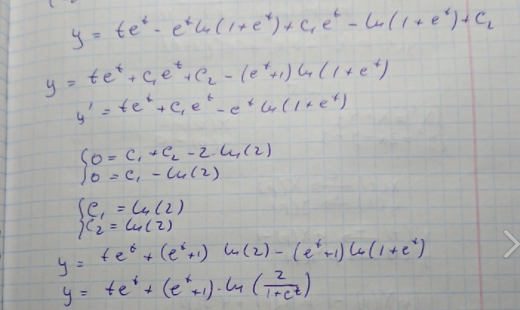 y = te^t - e^t ln(1+e^t) + c₁e^t - ln(1+e^t) + c₂
y = te^t + c₁e^t + c₂ - (e^t+1) ln(1+e^t)
y' = te^t + c₁e^t - e^t ln(1+e^t)
{0 = c₁ + c₂ - 2·ln(2)
{0 = c₁ - ln(2)
{c₁ = ln(2)
{c₂ = ln(2)
y = te^t + (e^t+1) ln(2) - (e^t+1) ln(1+e^t)
y = te^t + (e^t+1)·ln(2/(1+e^t))